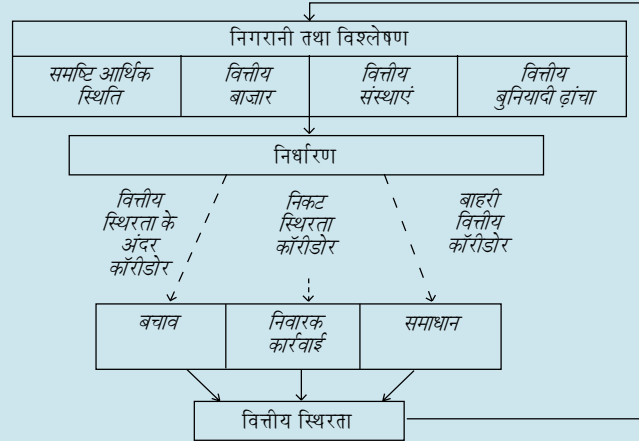 निगरानी तथा विश्लेषण
समष्टि आर्थिक स्थिति
वित्तीय बाज़ार
वित्तीय संस्थाएं
वित्तीय बुनियादी ढ़ांचा
निर्धारण
वित्तीय स्थिरता के अंदर कॉरीडोर
निकट स्थिरता कॉरीडोर
बाहरी वित्तीय कॉरीडोर
बचाव
निवारक कार्रवाई
समाधान
वित्तीय स्थिरता